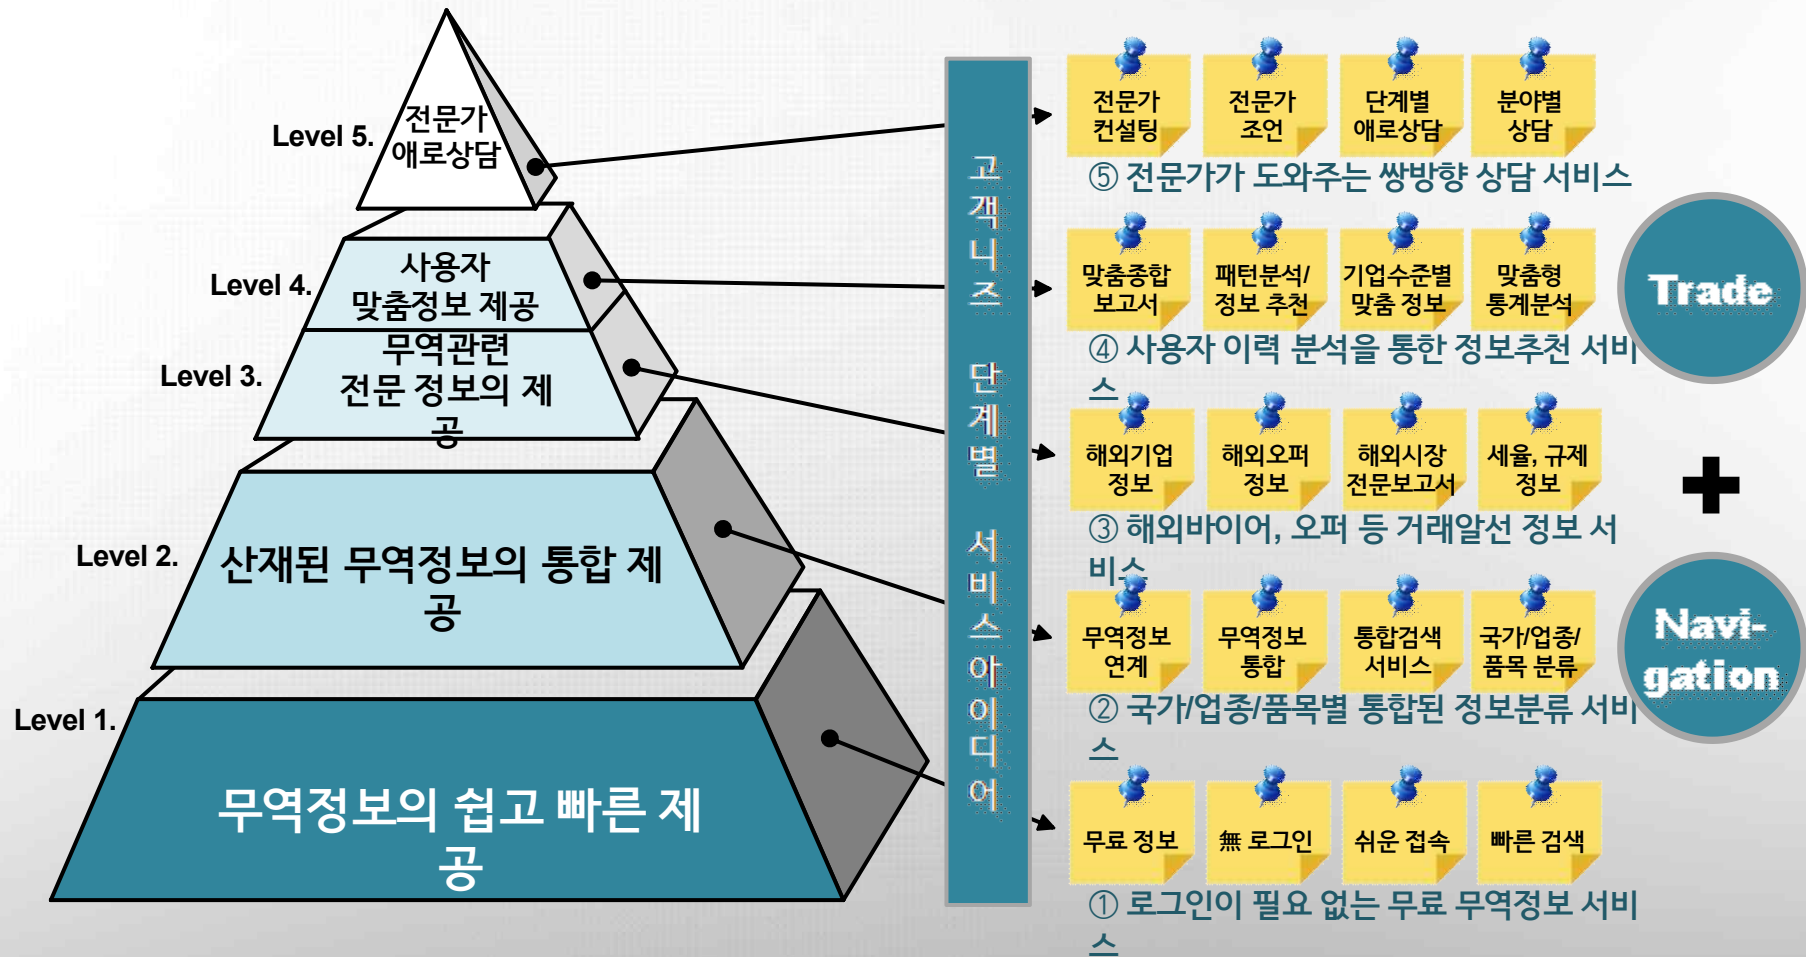 Level 5.
전문가
애로상담
Level 4.
사용자
맞춤정보 제공
Level 3.
무역관련
전문 정보의 제
공
Level 2.
산재된 무역정보의 통합 제
공
Level 1.
무역정보의 쉽고 빠른 제
공
고객니즈 단계별 서비스아이디어
전문가
컨설팅
전문가
조언
단계별
애로상담
분야별
상담
⑤ 전문가가 도와주는 쌍방향 상담 서비스
맞춤종합
보고서
패턴분석/
정보 추천
기업수준별
맞춤 정보
맞춤형
통계분석
④ 사용자 이력 분석을 통한 정보추천 서비
스
해외기업
정보
해외오퍼
정보
해외시장
전문보고서
세율, 규제
정보
③ 해외바이어, 오퍼 등 거래알선 정보 서
비스
무역정보
연계
무역정보
통합
통합검색
서비스
국가/업종/
품목 분류
② 국가/업종/품목별 통합된 정보분류 서비
스
무료 정보
無 로그인
쉬운 접속
빠른 검색
① 로그인이 필요 없는 무료 무역정보 서비
스
Trade
+
Navi-
gation